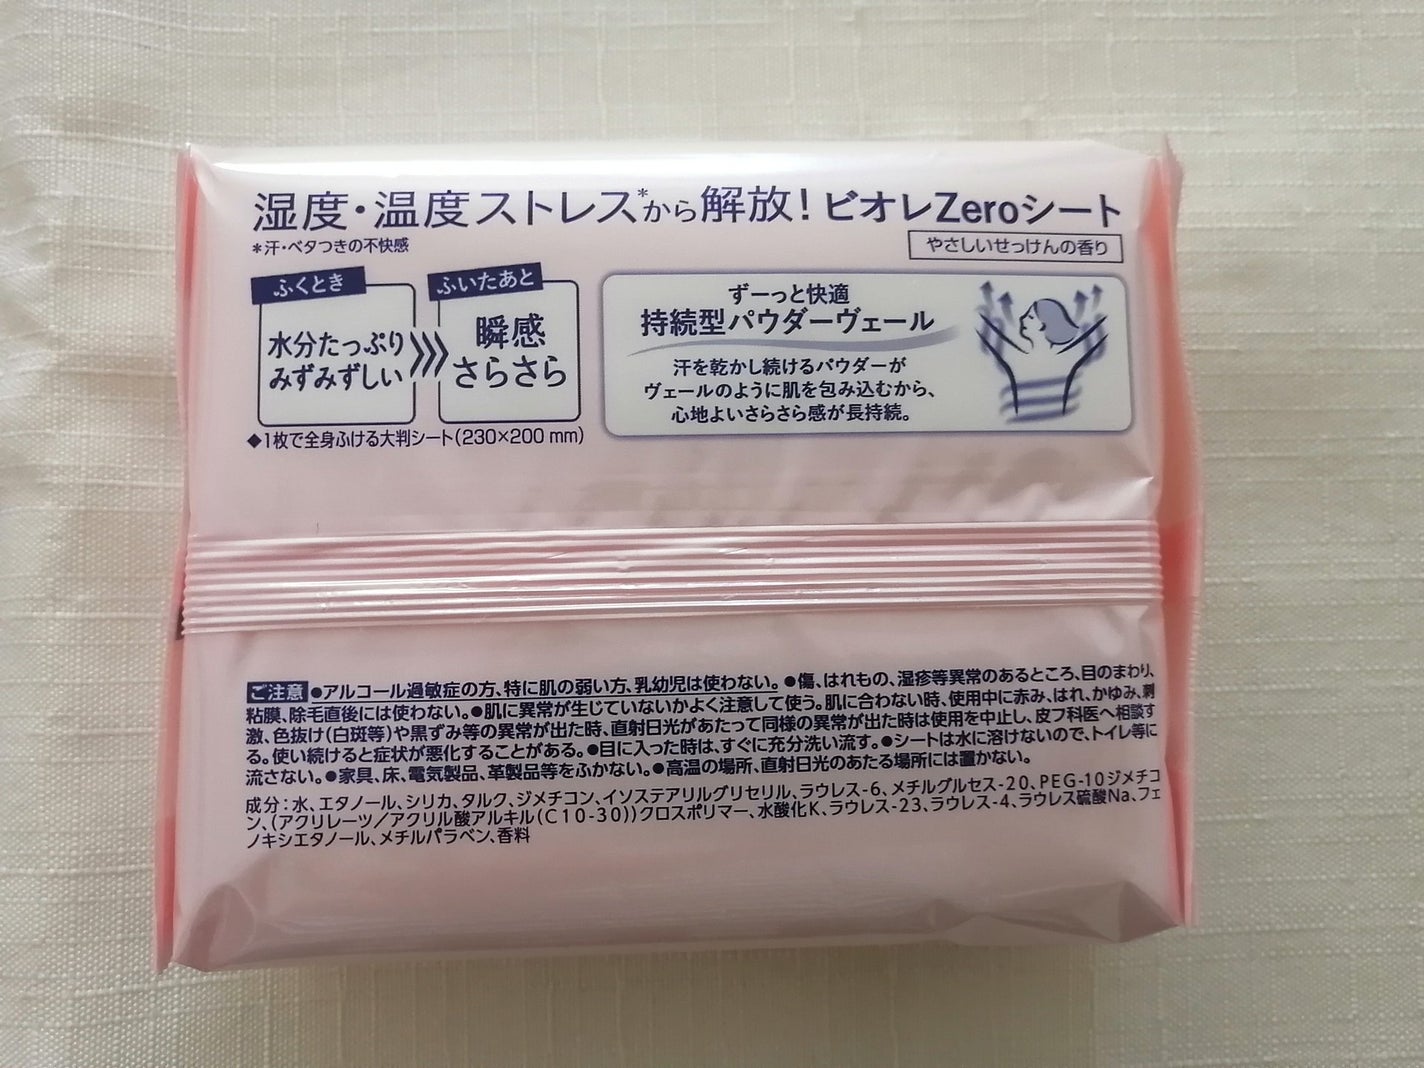 湿度・温度ストレス*から解放！ビオレZeroシート
*汗・ベタつきの不快感
やさしいせっけんの香り
ふくとき
水分たっぷり
みずみずしい
ふいたあと
瞬感
さらさら
◆1枚で全身ふける大判シート(230×200 mm)
ずーっと快適
持続型パウダーヴェール
汗を乾かし続けるパウダーが
ヴェールのように肌を包み込むから、
心地よいさらさら感が長持続。
ご注意 ●アルコール過敏症の方、特に肌の弱い方、乳幼児は使わない。●傷、はれもの、湿疹等異常のあるところ、目のまわり、
粘膜、除毛直後には使わない。●肌に異常が生じていないかよく注意して使う。肌に合わない時、使用中に赤み、はれ、かゆみ、刺
激、色抜け(白斑等)や黒ずみ等の異常が出た時、直射日光があたって同様の異常が出た時は使用を中止し、皮フ科医へ相談す
る。使い続けると症状が悪化することがある。●目に入った時は、すぐに充分洗い流す。●シートは水に溶けないので、トイレ等に
流さない。●家具、床、電気製品、革製品等をふかない。●高温の場所、直射日光のあたる場所には置かない。
成分：水、エタノール、シリカ、タルク、ジメチコン、イソステアリルグリセリル、ラウレス-6、メチルグルセス-20、PEG-10ジメチコ
ン、(アクリレーツ／アクリル酸アルキル(C10-30))クロスポリマー、水酸化K、ラウレス-23、ラウレス-4、ラウレス硫酸Na、フェ
ノキシエタノール、メチルパラベン、香料